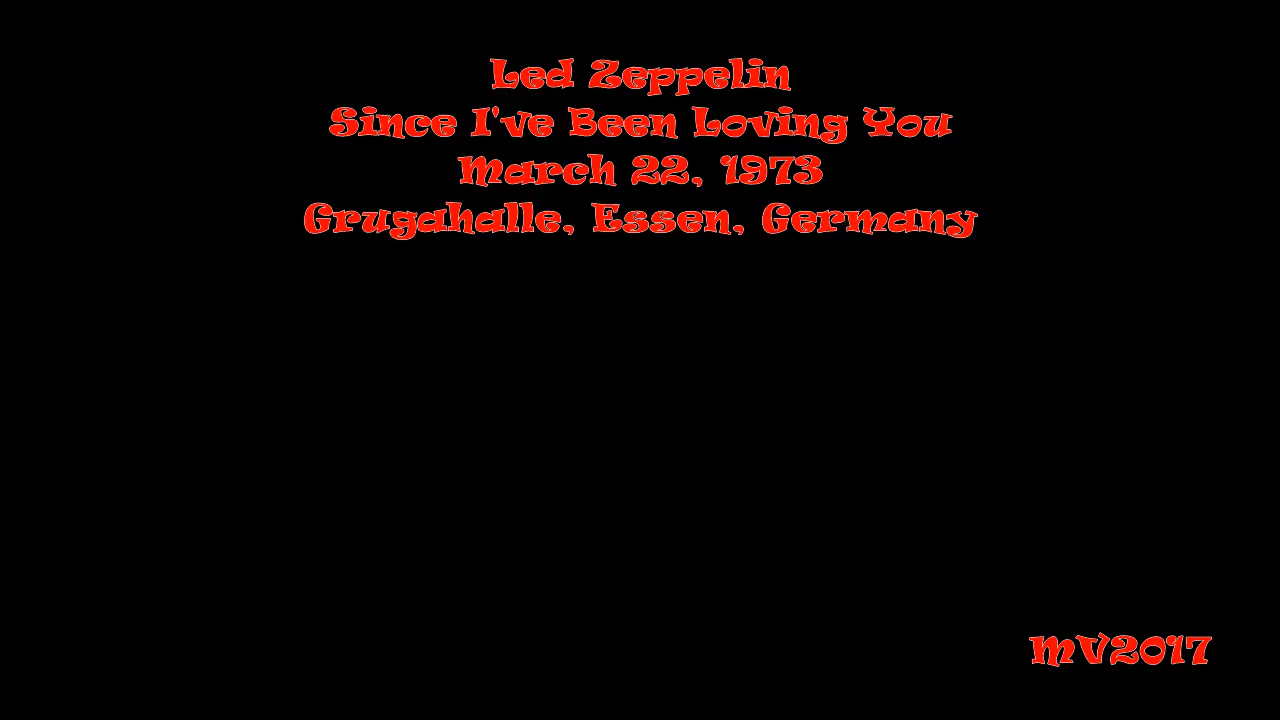 Led Zeppelin
Since I've Been Loving You
March 22, 1973
Grugahalle, Essen, Germany
MV2017